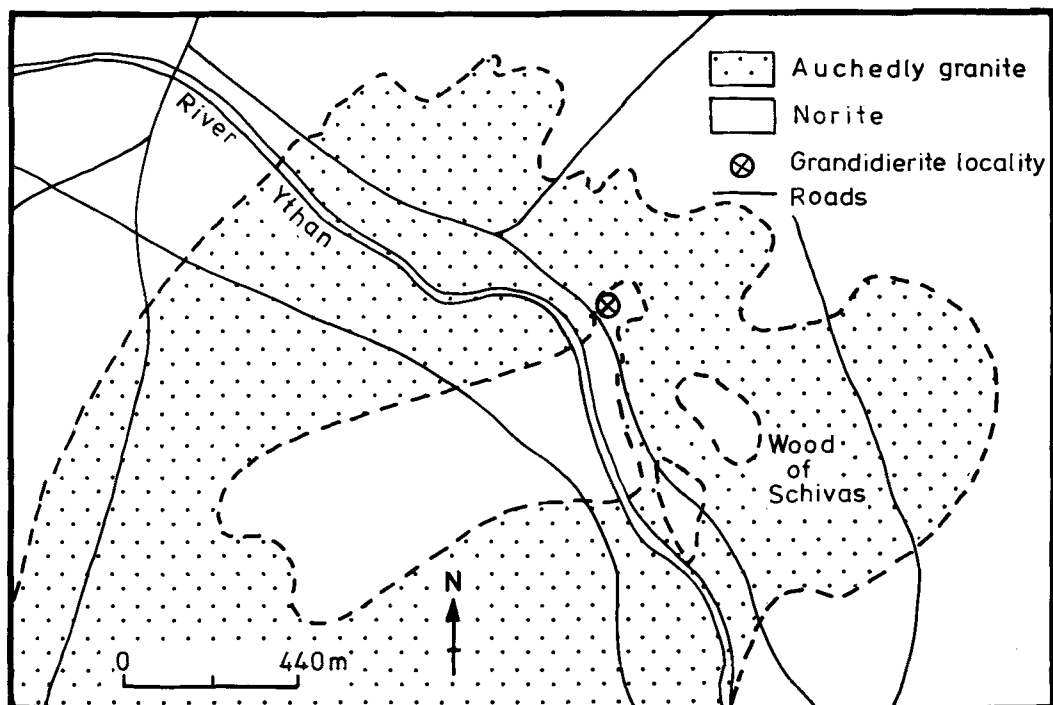 Auchedly granite
Norite
Grandidierite locality
Roads
River
Ythan
Wood
of
Schivas
N
0 440m